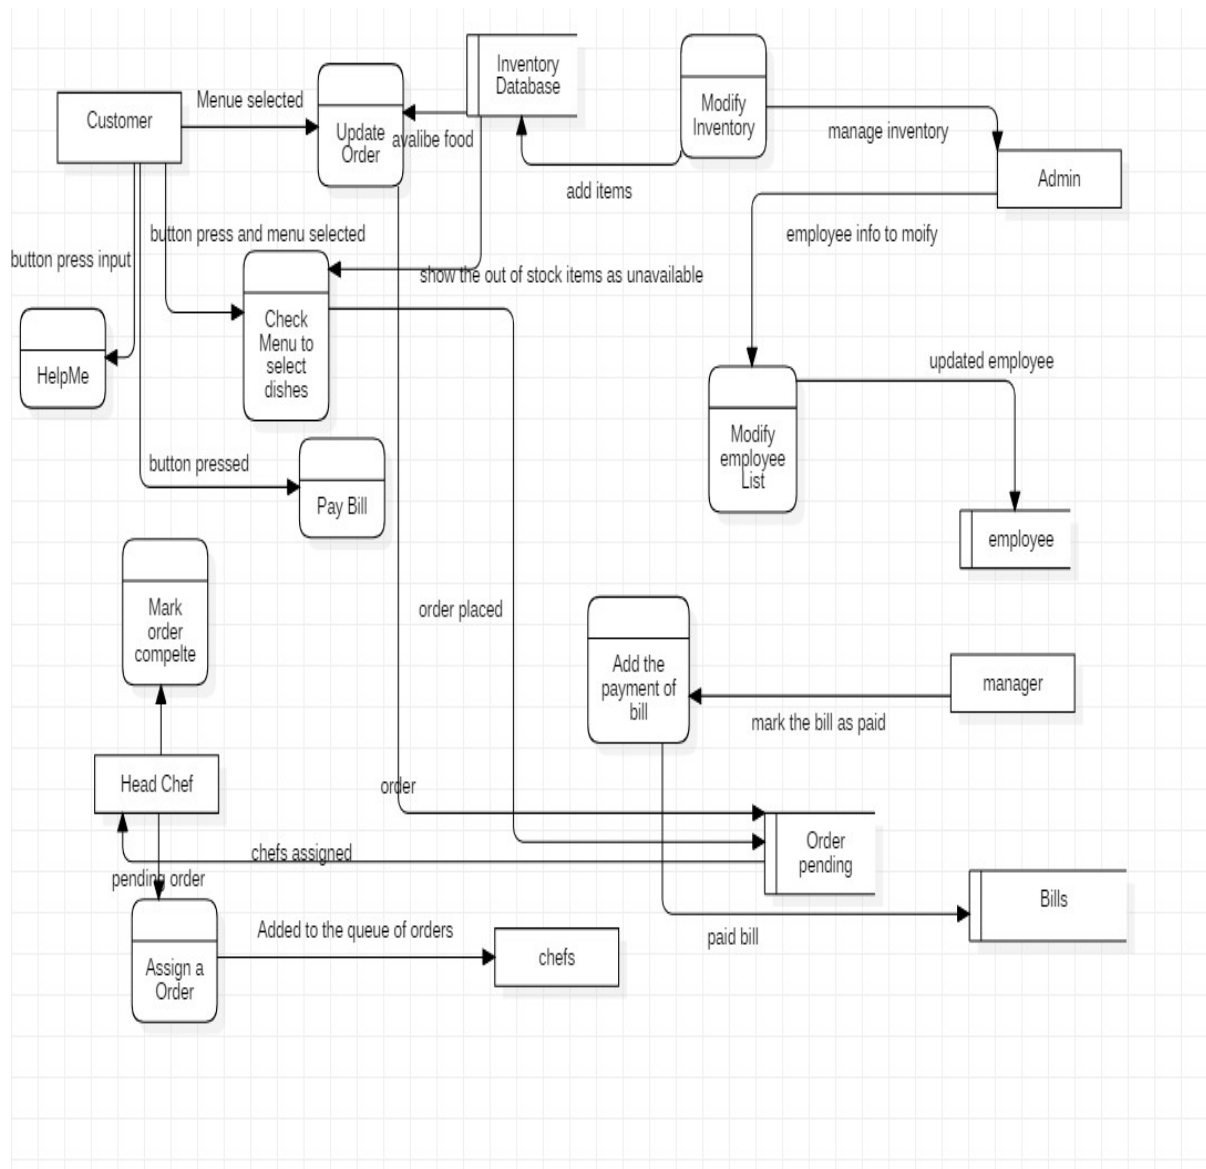 Inventory
Database
Customer
Menue selected
Update
Order
avalibe food
Modify
Inventory
manage inventory
Admin
add items
button press and menu selected
employee info to moify
button press input
show the out of stock items as unavailable
Check
Menu to
select
dishes
HelpMe
updated employee
Modify
employee
List
button pressed
Pay Bill
employee
Mark
order
compelte
order placed
Add the
payment of
bill
manager
mark the bill as paid
Head Chef
order
Order
pending
chefs assigned
pending order
Bills
Added to the queue of orders
paid bill
chefs
Assign a
Order